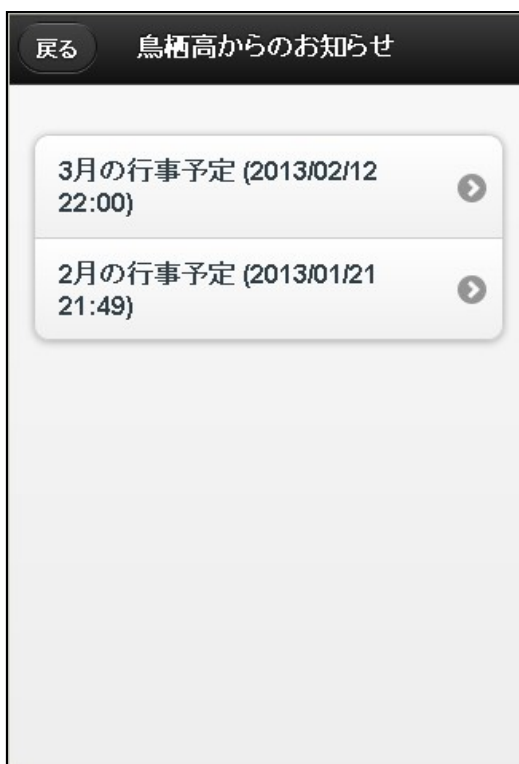 戻る 鳥栖高からのお知らせ
3月の行事予定 (2013/02/12
22:00)
2月の行事予定 (2013/01/21
21:49)